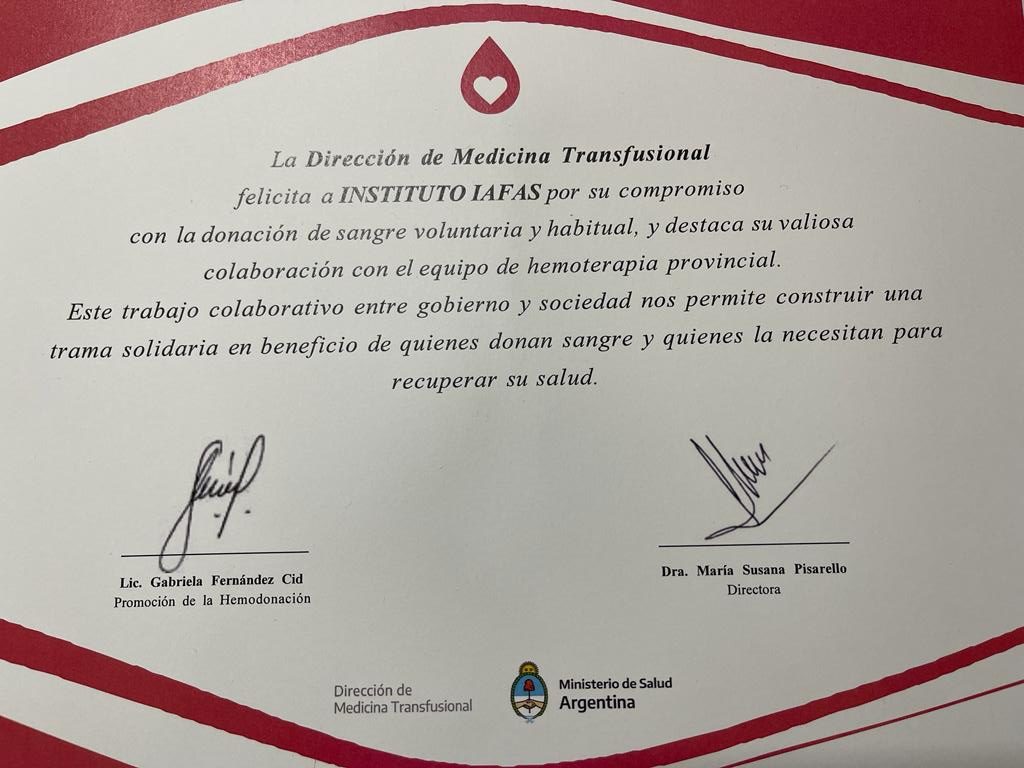 La Dirección de Medicina Transfusional
felicita a INSTITUTO IAFAS por su compromiso
con la donación de sangre voluntaria y habitual, y destaca su valiosa
colaboración con el equipo de hemoterapia provincial.
Este trabajo colaborativo entre gobierno y sociedad nos permite construir una
trama solidaria en beneficio de quienes donan sangre y quienes la necesitan para
recuperar su salud.
Lic. Gabriela Fernández Cid
Promoción de la Hemodonación
Dra. María Susana Pisarello
Directora
Dirección de
Medicina Transfusional
Ministerio de Salud
Argentina